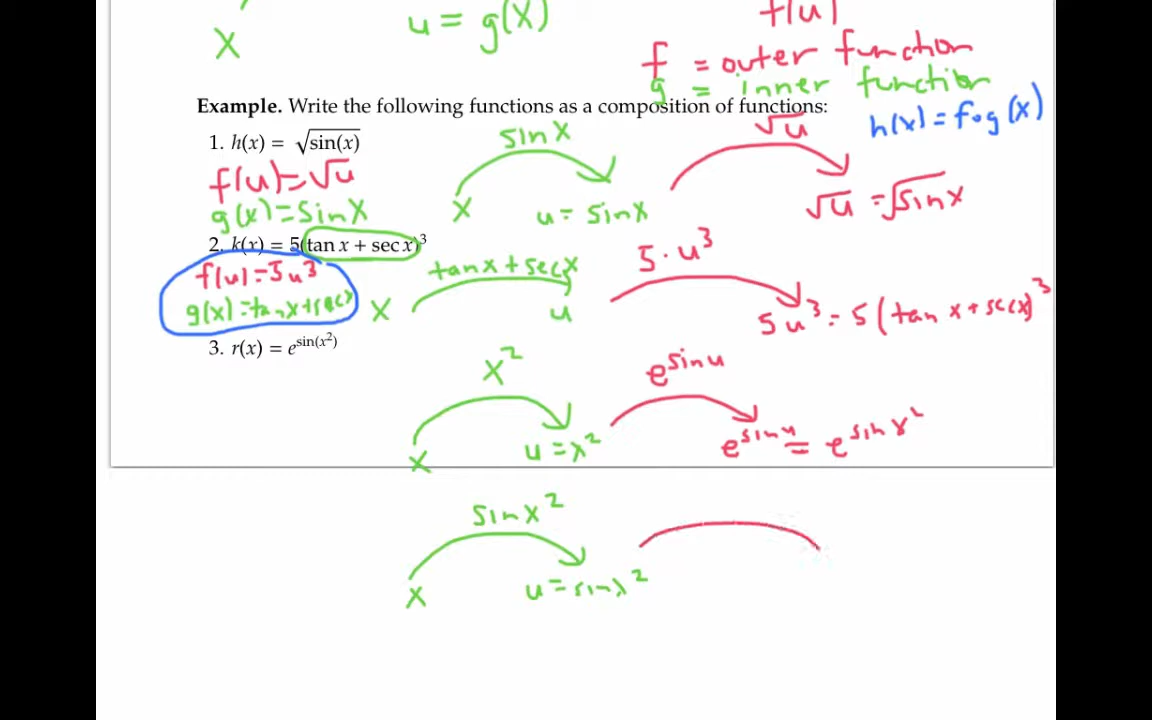 x
u = g(x)
f(u)
f = outer function
g = inner function
Example. Write the following functions as a composition of functions:
h(x) = f∘g(x)
1. h(x) = √sin(x)
f(u) = √u
g(x) = sin x
sin x
x
u = sin x
√u
√u = √sin x
2. k(x) = 5(tan x + sec x)³
f(u) = 5u³
g(x) = tan x + sec x
tan x + sec x
x
u
5 · u³
5u³ = 5(tan x + sec x)³
3. r(x) = e^sin(x²)
x²
x
u = x²
e^sin u
e^sin u = e^sin x²
sin x²
x
u = sin x²